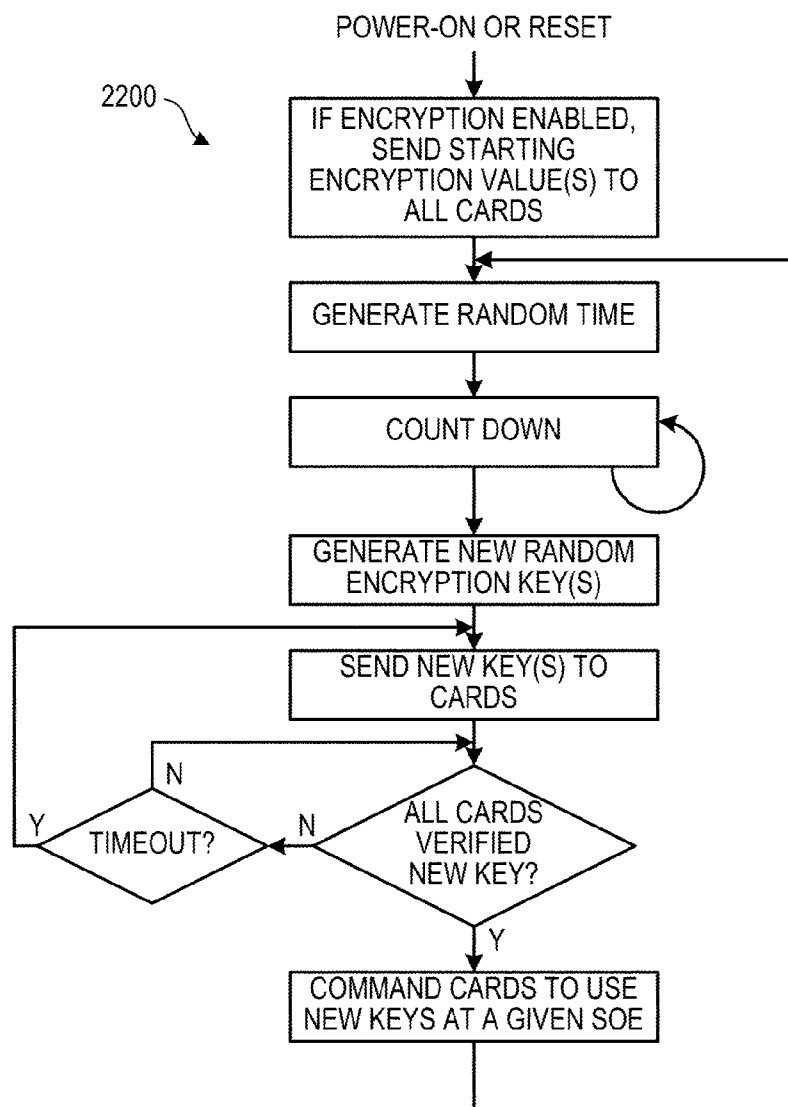 POWER-ON OR RESET
2200
IF ENCRYPTION ENABLED,
SEND STARTING
ENCRYPTION VALUE(S) TO
ALL CARDS
GENERATE RANDOM TIME
COUNT DOWN
GENERATE NEW RANDOM
ENCRYPTION KEY(S)
SEND NEW KEY(S) TO
CARDS
N
Y
TIMEOUT?
N
ALL CARDS
VERIFIED
NEW KEY?
Y
COMMAND CARDS TO USE
NEW KEYS AT A GIVEN SOE